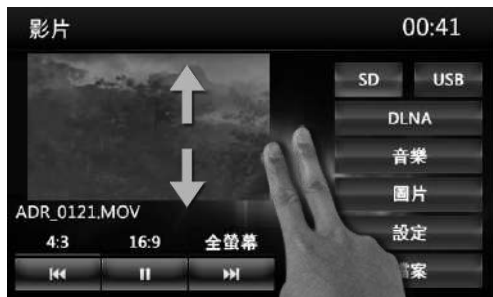 影片
00:41
SD
USB
DLNA
音樂
圖片
設定
案
ADR_0121.MOV
4:3
16:9
全螢幕